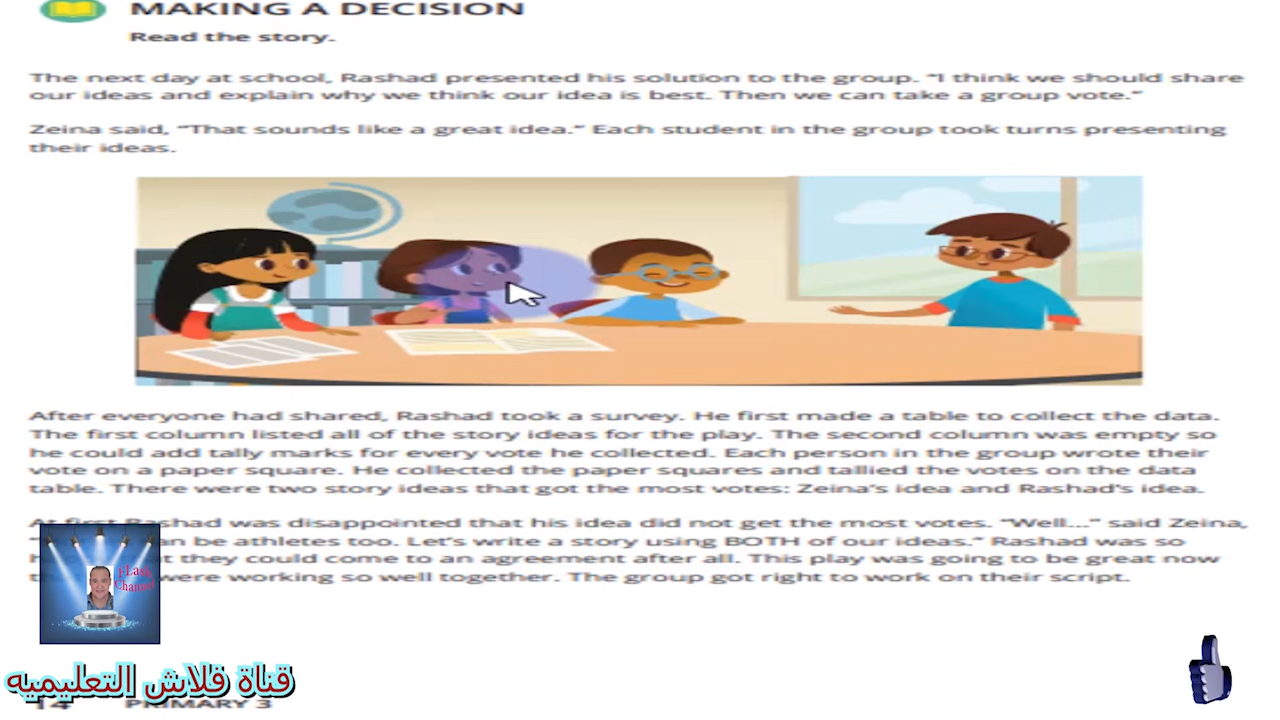 MAKING A DECISION
Read the story.
The next day at school, Rashad presented his solution to the group. “I think we should share
our ideas and explain why we think our idea is best. Then we can take a group vote.”
Zeina said, “That sounds like a great idea.” Each student in the group took turns presenting
their ideas.
After everyone had shared, Rashad took a survey. He first made a table to collect the data.
The first column listed all of the story ideas for the play. The second column was empty so
he could add tally marks for every vote he collected. Each person in the group wrote their
vote on a paper square. He collected the paper squares and tallied the votes on the data
table. There were two story ideas that got the most votes: Zeina’s idea and Rashad’s idea.
At first Rashad was disappointed that his idea did not get the most votes. “Well...” said Zeina,
be athletes too. Let’s write a story using BOTH of our ideas.” Rashad was so
they could come to an agreement after all. This play was going to be great now
were working so well together. The group got right to work on their script.
FLash
Channel
قناة فلاش التعليميه
14 PRIMARY 3